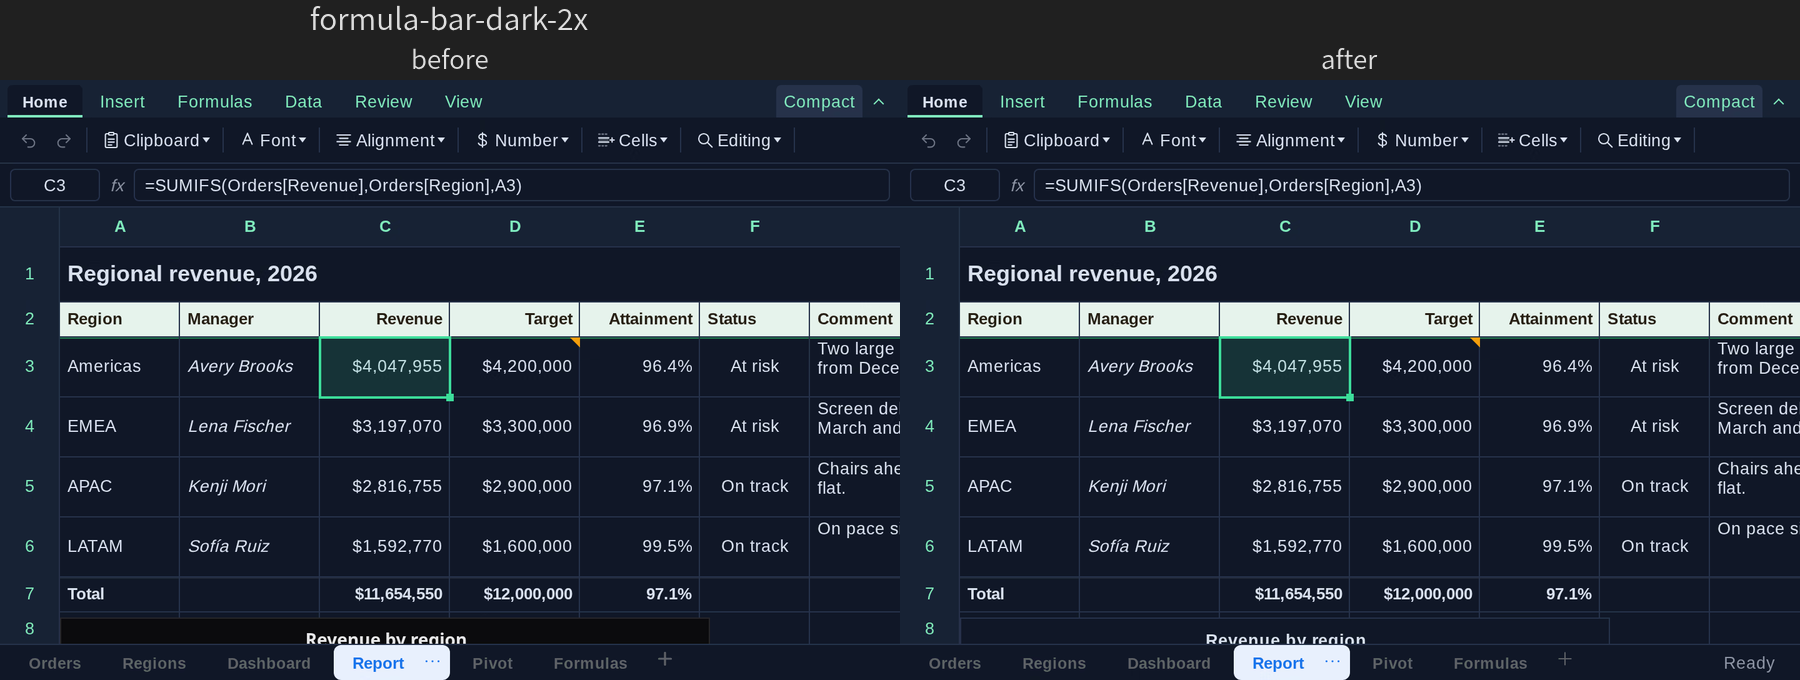 formula-bar-dark-2x
before
Home Insert Formulas Data Review View Compact
Clipboard Font Alignment $ Number Cells Editing
C3 fx =SUMIFS(Orders[Revenue],Orders[Region],A3)
A B C D E F
1 Regional revenue, 2026
2 Region Manager Revenue Target Attainment Status Comment
Two large
3 Americas Avery Brooks $4,047,955 $4,200,000 96.4% At risk
from Dece
Screen del
4 EMEA Lena Fischer $3,197,070 $3,300,000 96.9% At risk
March and
Chairs ahe
5 APAC Kenji Mori $2,816,755 $2,900,000 97.1% On track
flat.
On pace s
6 LATAM Sofía Ruiz $1,592,770 $1,600,000 99.5% On track
7 Total $11,654,550 $12,000,000 97.1%
8 Revenue by region
Orders Regions Dashboard Report ... Pivot Formulas +
after
Home Insert Formulas Data Review View Compact
Clipboard Font Alignment $ Number Cells Editing
C3 fx =SUMIFS(Orders[Revenue],Orders[Region],A3)
A B C D E F
1 Regional revenue, 2026
2 Region Manager Revenue Target Attainment Status Comment
Two large
3 Americas Avery Brooks $4,047,955 $4,200,000 96.4% At risk
from Dece
Screen de
4 EMEA Lena Fischer $3,197,070 $3,300,000 96.9% At risk
March and
Chairs ahe
5 APAC Kenji Mori $2,816,755 $2,900,000 97.1% On track
flat.
On pace s
6 LATAM Sofía Ruiz $1,592,770 $1,600,000 99.5% On track
7 Total $11,654,550 $12,000,000 97.1%
8 Revenue by region
Orders Regions Dashboard Report ... Pivot Formulas + Ready